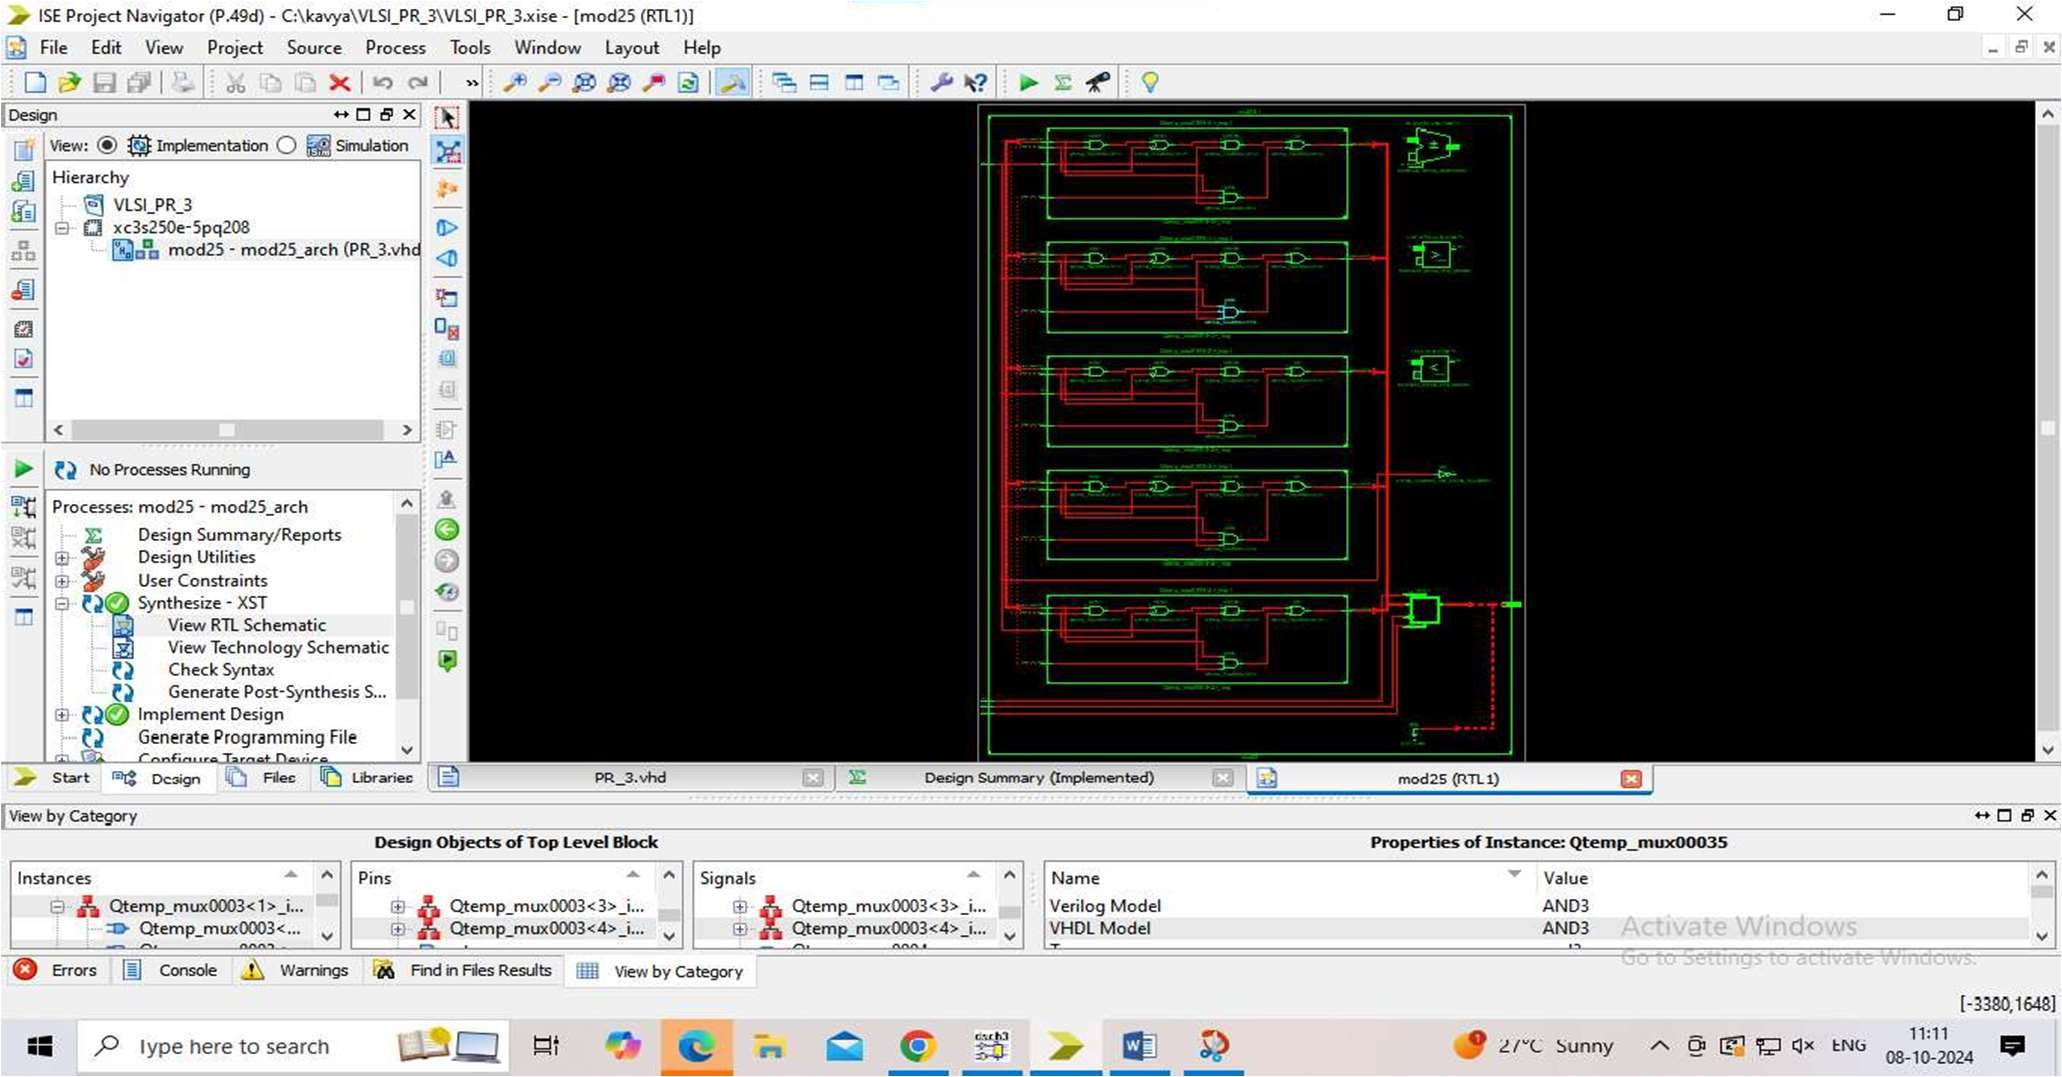 ISE Project Navigator (P.49d) - C:\kavya\VLSI_PR_3\VLSI_PR_3.xise - [mod25 (RTL1)]
File Edit View Project Source Process Tools Window Layout Help
Design
View: Implementation Simulation
Hierarchy
VLSI_PR_3
xc3s250e-5pq208
mod25 - mod25_arch (PR_3.vhd
No Processes Running
Processes: mod25 - mod25_arch
Design Summary/Reports
Design Utilities
User Constraints
Synthesize - XST
View RTL Schematic
View Technology Schematic
Check Syntax
Generate Post-Synthesis S...
Implement Design
Generate Programming File
Configure Target Device
Start Design Files Libraries
PR_3.vhd Design Summary (Implemented) mod25 (RTL1)
View by Category
Design Objects of Top Level Block Properties of Instance: Qtemp_mux00035
Instances Pins Signals Name Value
Qtemp_mux0003<1>_i... Qtemp_mux0003<3>_i... Qtemp_mux0003<3>_i... Verilog Model AND3
Qtemp_mux0003<... Qtemp_mux0003<4>_i... Qtemp_mux0003<4>_i... VHDL Model AND3
Activate Windows
Go to Settings to activate Windows.
Errors Console Warnings Find in Files Results View by Category
[-3380,1648]
Type here to search
27°C Sunny ENG
11:11
08-10-2024